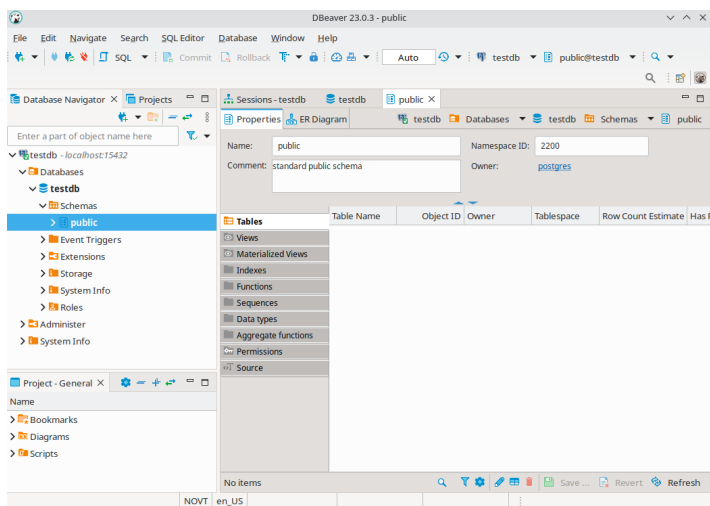 DBeaver 23.0.3 - public
File Edit Navigate Search SQL Editor Database Window Help
SQL Commit Rollback Auto testdb public@testdb
Database Navigator Projects
Enter a part of object name here
testdb - localhost:15432
Databases
testdb
Schemas
public
Event Triggers
Extensions
Storage
System Info
Roles
Administer
System Info
Project - General
Name
Bookmarks
Diagrams
Scripts
Sessions - testdb testdb public
Properties ER Diagram testdb Databases testdb Schemas public
Name: public Namespace ID: 2200
Comment: standard public schema Owner: postgres
Tables
Views
Materialized Views
Indexes
Functions
Sequences
Data types
Aggregate functions
Permissions
Source
Table Name Object ID Owner Tablespace Row Count Estimate Has
No items Save ... Revert Refresh
NOVT en_US